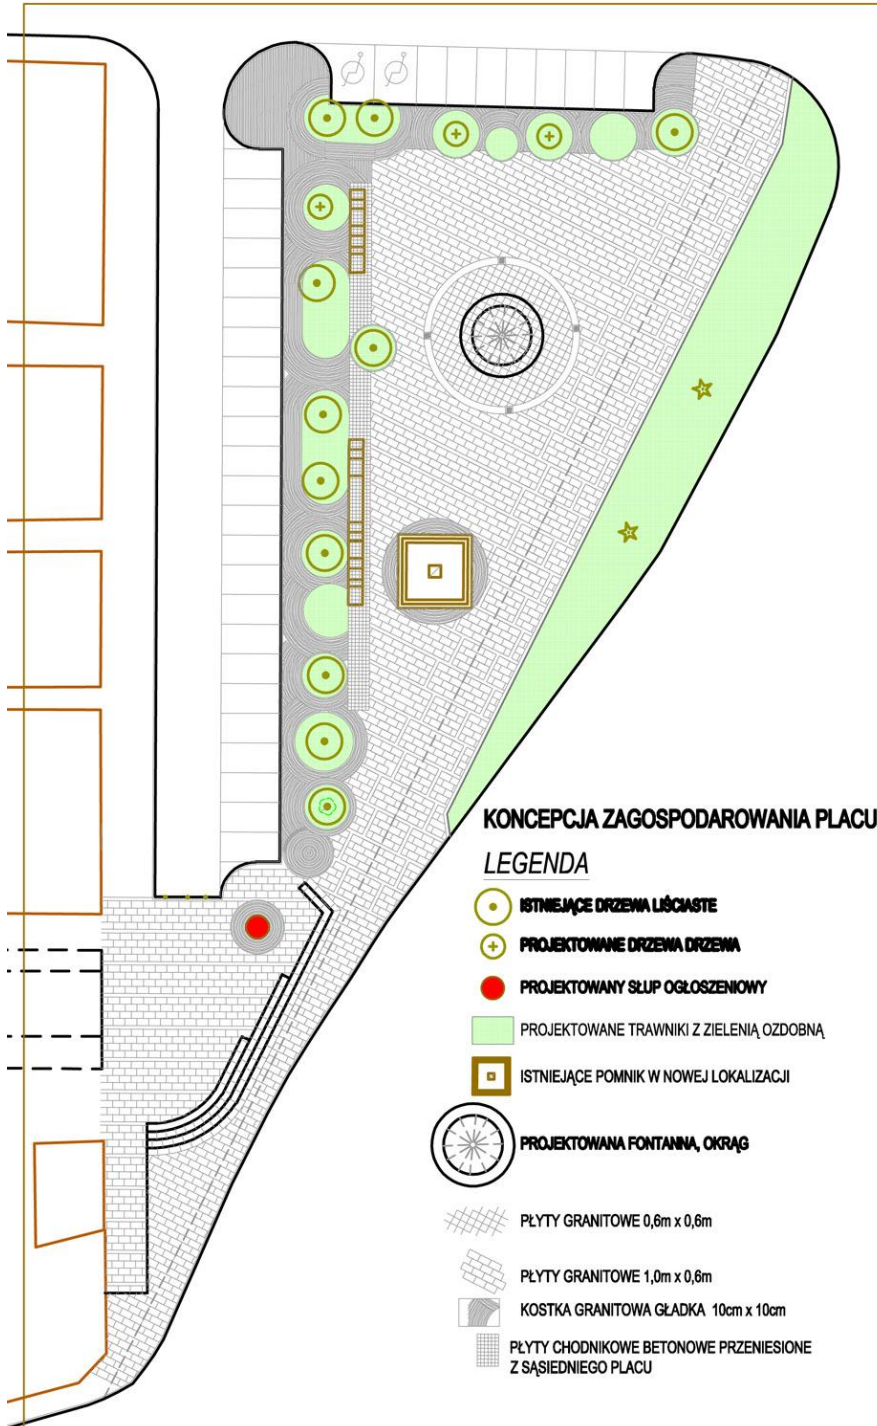 KONCEPCJA ZAGOSPODAROWANIA PLACU
LEGENDA
ISTNIEJĄCE DRZEWA LIŚCIASTE
PROJEKTOWANE DRZEWA DRZEWA
PROJEKTOWANY SŁUP OGŁOSZENIOWY
PROJEKTOWANE TRAWNIKI Z ZIELENIĄ OZDOBNĄ
ISTNIEJĄCE POMNIK W NOWEJ LOKALIZACJI
PROJEKTOWANA FONTANNA, OKRĄG
PŁYTY GRANITOWE 0,6m x 0,6m
PŁYTY GRANITOWE 1,0m x 0,6m
KOSTKA GRANITOWA GŁADKA 10cm x 10cm
PŁYTY CHODNIKOWE BETONOWE PRZENIESIONE
Z SĄSIEDNIEGO PLACU